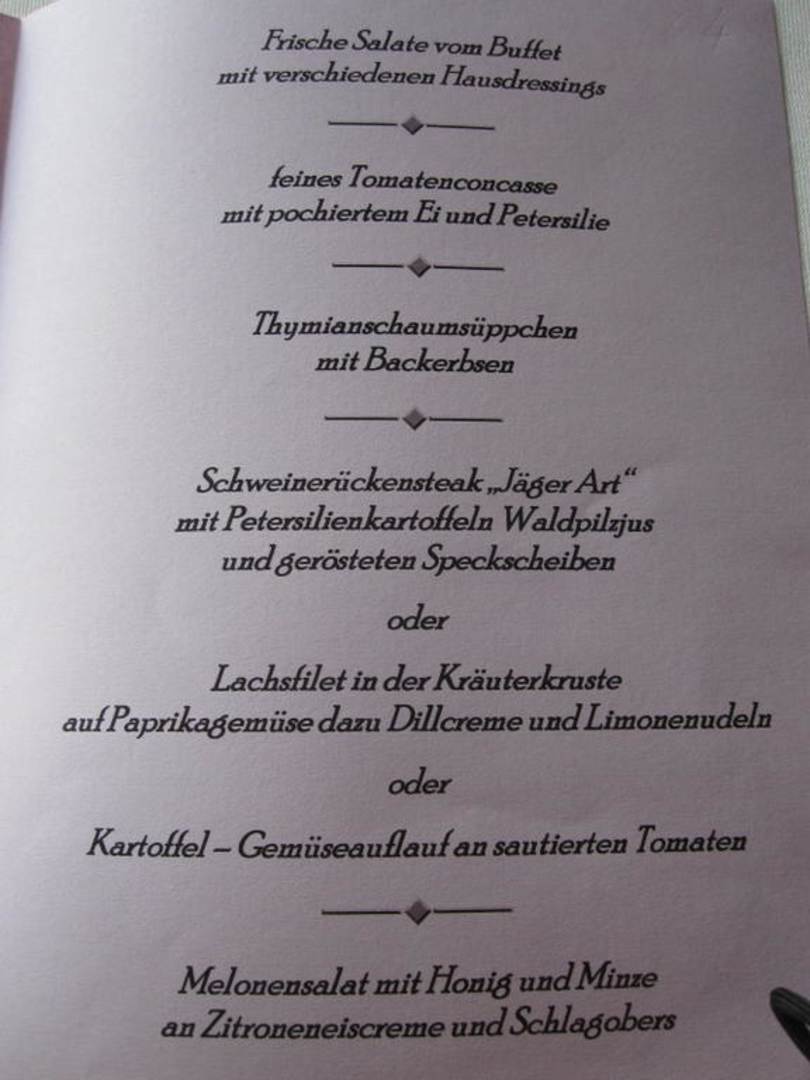 Frische Salate vom Buffet
mit verschiedenen Hausdressings
feines Tomatenconcasse
mit pochiertem Ei und Petersilie
Thymianschaumsüppchen
mit Backerbsen
Schweinerückensteak „Jäger Art“
mit Petersilienkartoffeln Waldpilzjus
und gerösteten Speckscheiben
oder
Lachsfilet in der Kräuterkruste
auf Paprikagemüse dazu Dillcreme und Limonenudeln
oder
Kartoffel – Gemüseauflauf an sautierten Tomaten
Melonensalat mit Honig und Minze
an Zitroneneiscreme und Schlagobers